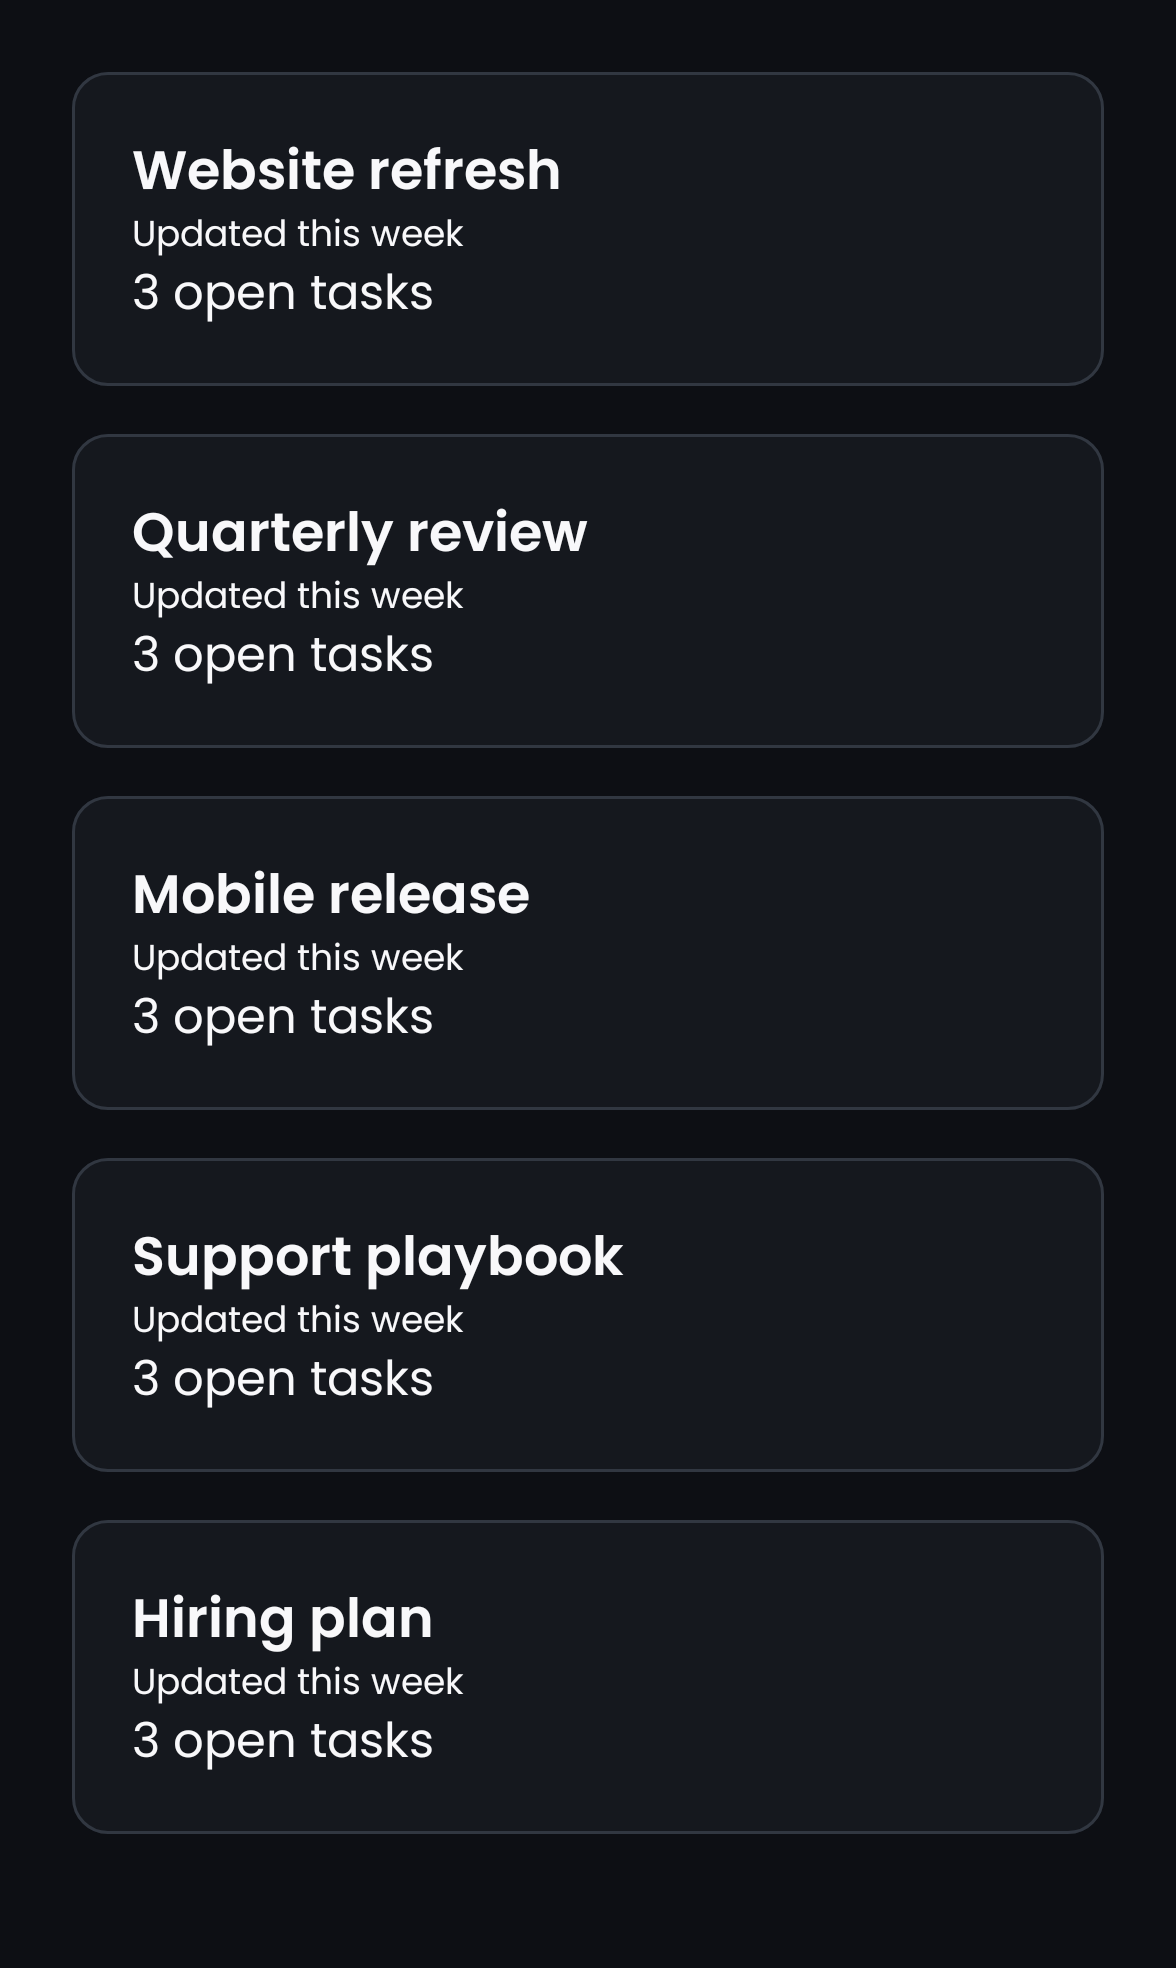 Website refresh
Updated this week
3 open tasks
Quarterly review
Updated this week
3 open tasks
Mobile release
Updated this week
3 open tasks
Support playbook
Updated this week
3 open tasks
Hiring plan
Updated this week
3 open tasks